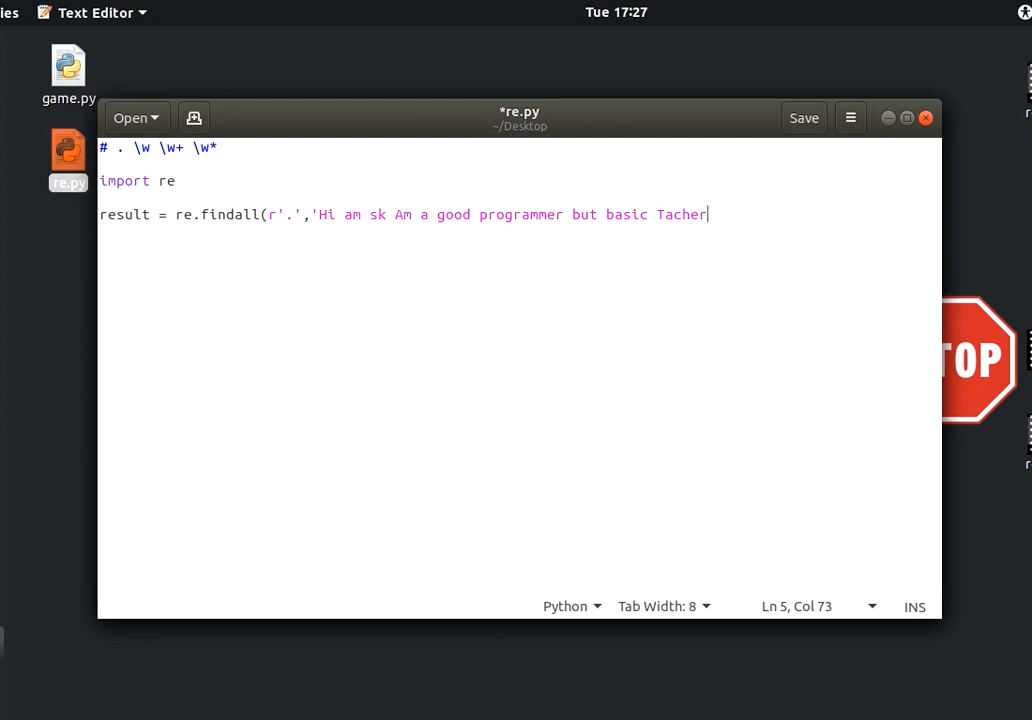 ies Text Editor Tue 17:27
game.py
re.py
Open *re.py Save
~/Desktop
# . \w \w+ \w*
import re
result = re.findall(r'.','Hi am sk Am a good programmer but basic Tacher
TOP
Python Tab Width: 8 Ln 5, Col 73 INS